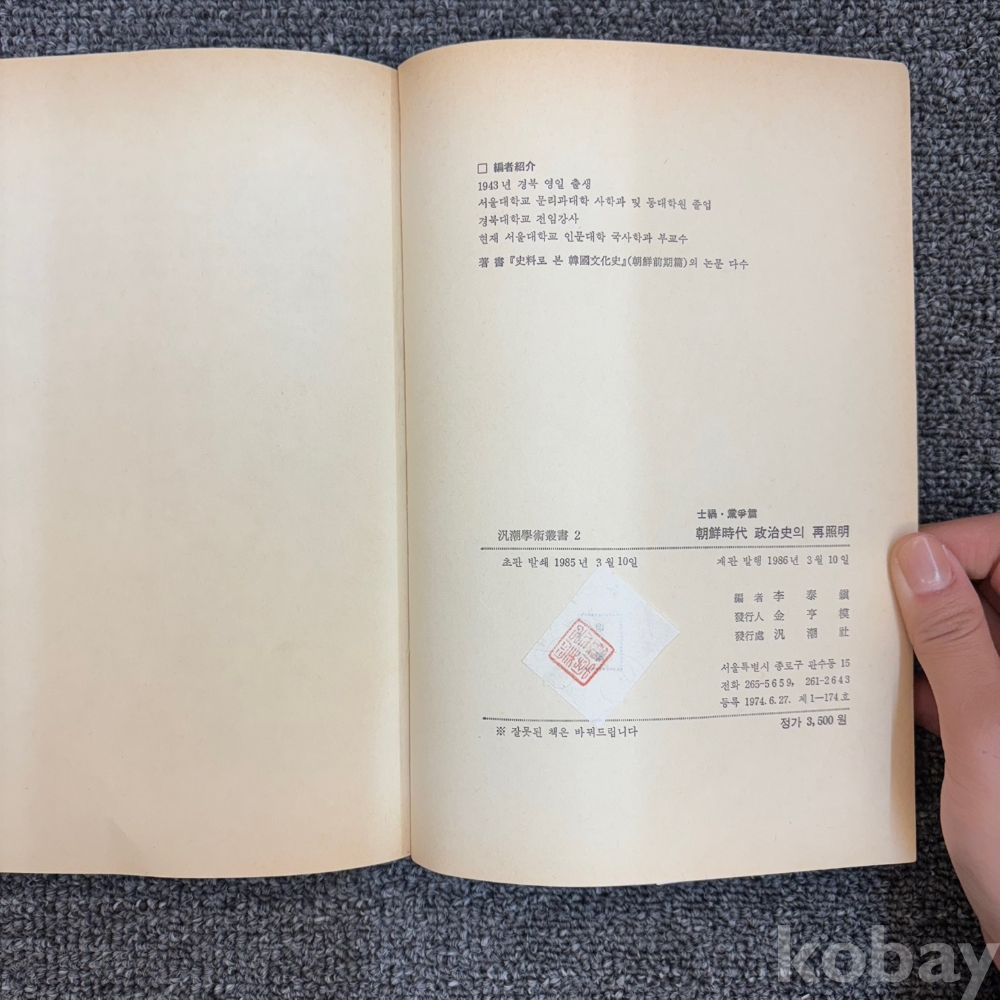 □ 編者紹介
1943년 경북 영일 출생
서울대학교 문리과대학 사학과 및 동대학원 졸업
경북대학교 전임강사
현재 서울대학교 인문대학 국사학과 부교수
著 書『史料로 본 韓國文化史』(朝鮮前期篇)의 논문 다수
士禍・黨爭篇
汎潮學術叢書 2 朝鮮時代 政治史의 再照明
초판 발쇄 1985년 3월 10일 재판 발행 1986년 3월 10일
編 者 李 泰 鎭
發行人 金 亨 模
發行處 汎 潮 社
서울특별시 종로구 관수동 15
전화 265-5659, 261-2643
등록 1974.6.27. 제1—174호
정가 3,500원
※ 잘못된 책은 바꿔드립니다
kobay